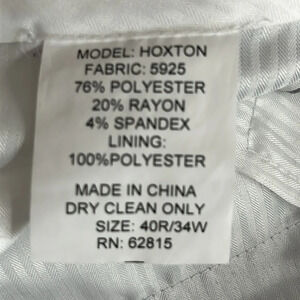 MODEL: HOXTON
FABRIC: 5925
76% POLYESTER
20% RAYON
4% SPANDEX
LINING:
100%POLYESTER
MADE IN CHINA
DRY CLEAN ONLY
SIZE: 40R/34W
RN: 62815